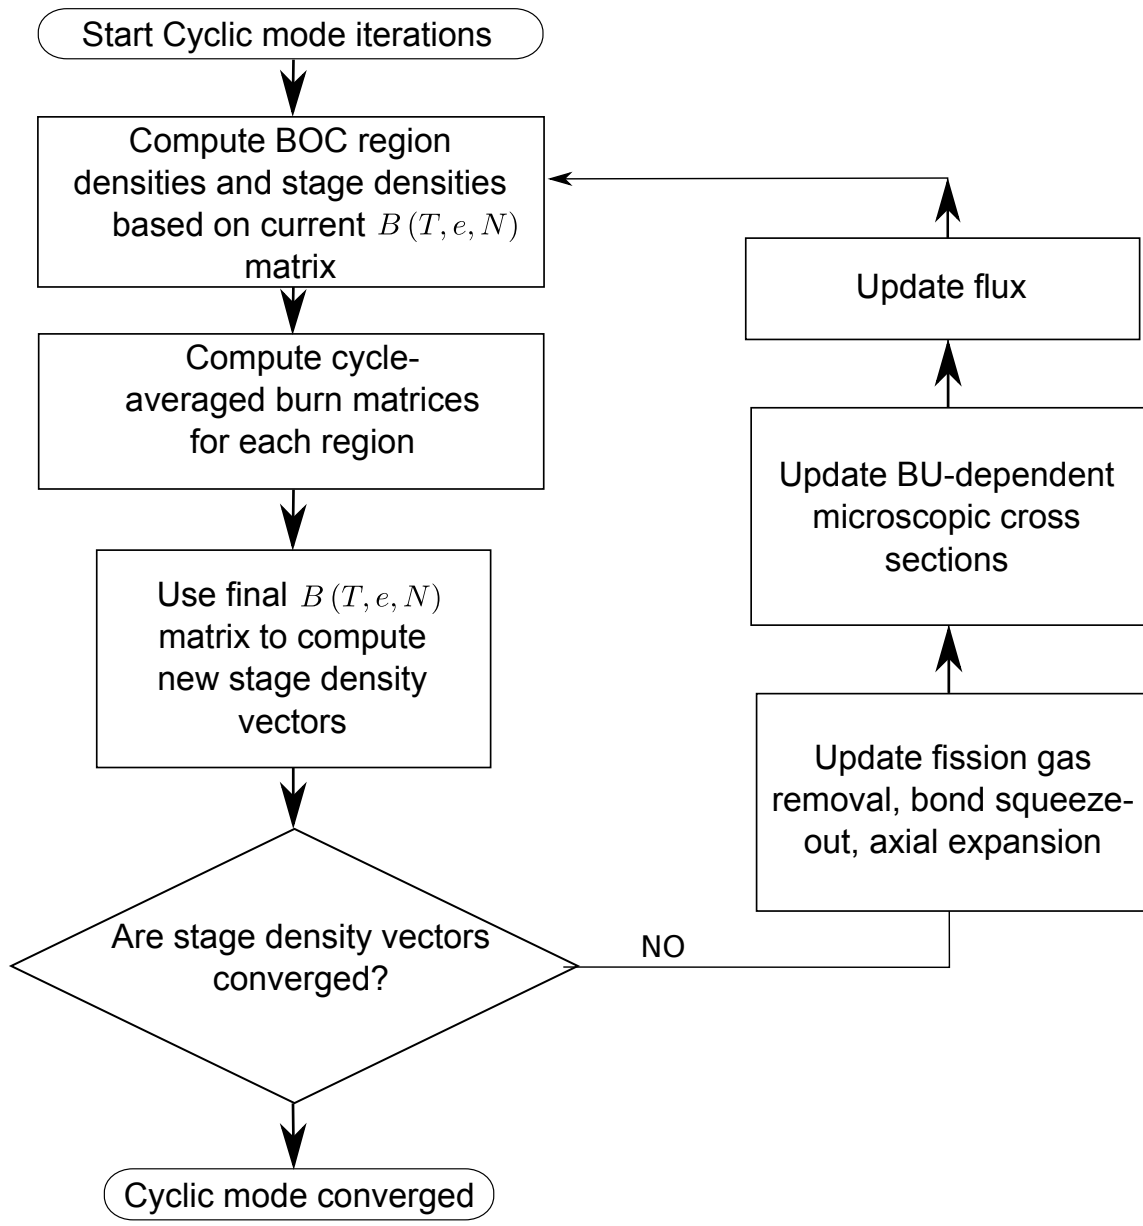 Start Cyclic mode iterations
Compute BOC region
densities and stage densities
based on current B (T, e, N)
matrix
Compute cycle-
averaged burn matrices
for each region
Use final B (T, e, N)
matrix to compute
new stage density
vectors
Are stage density vectors
converged?
NO
Update fission gas
removal, bond squeeze-
out, axial expansion
Update BU-dependent
microscopic cross
sections
Update flux
Cyclic mode converged